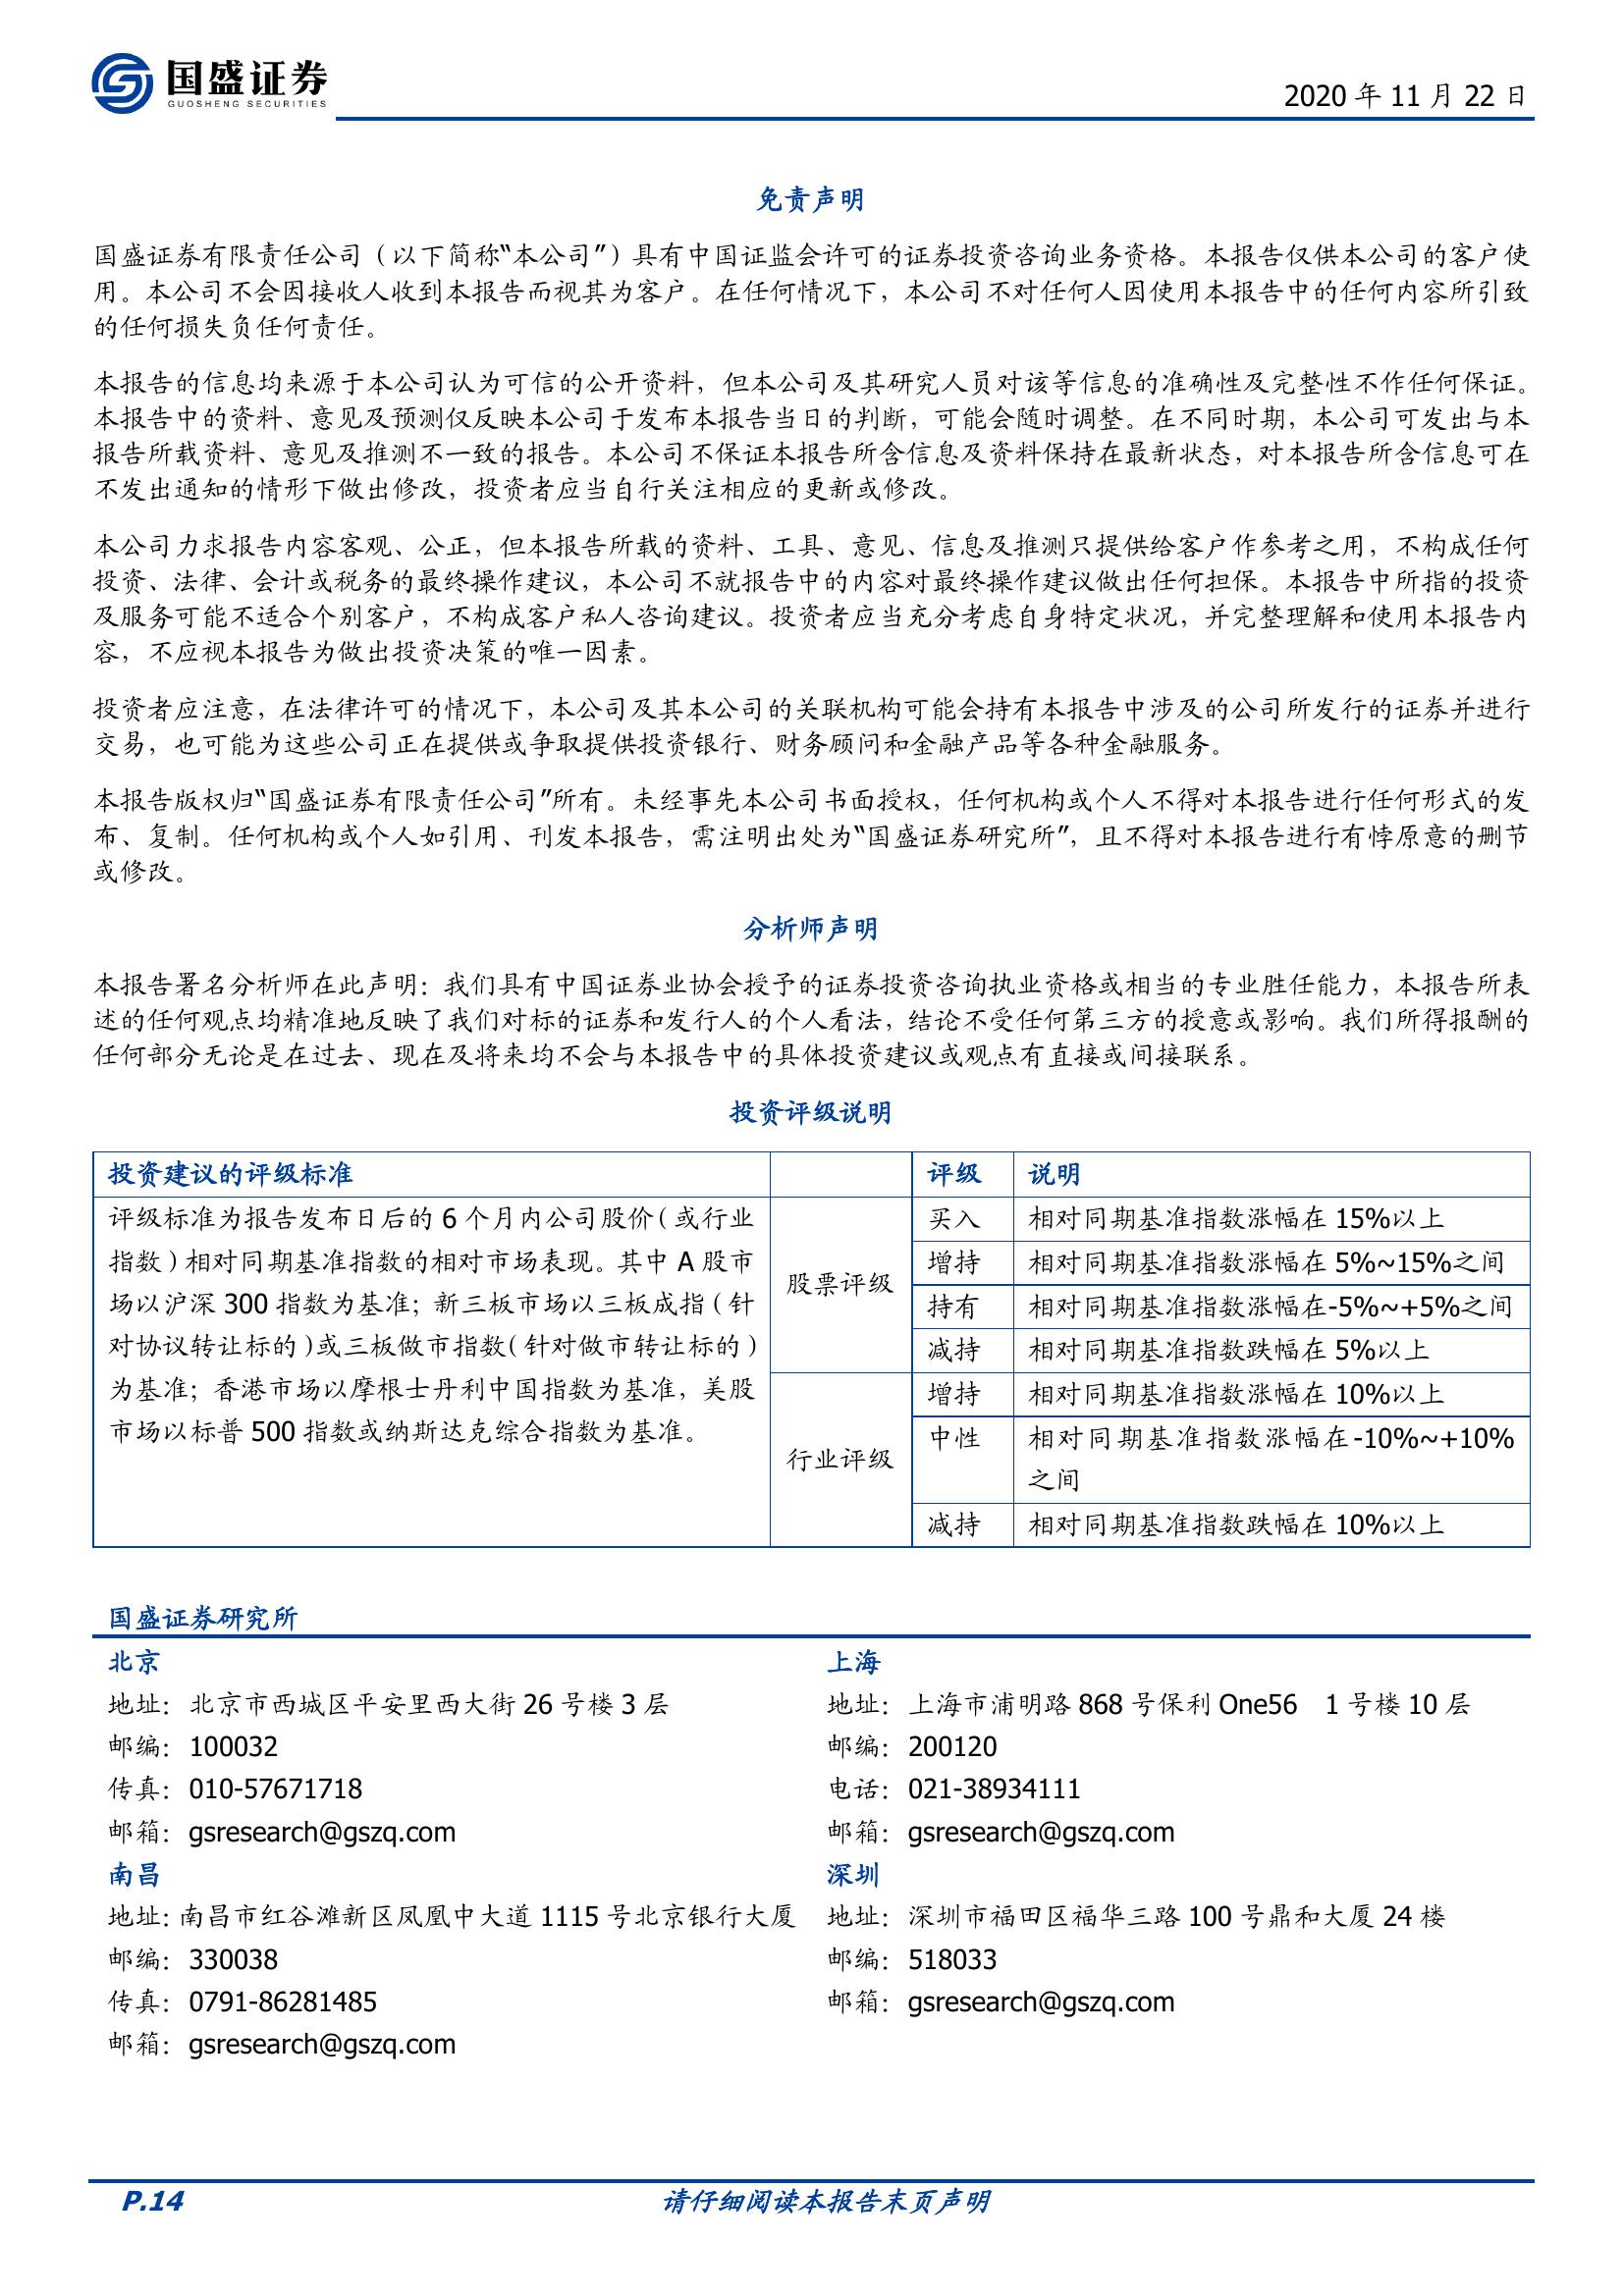 国盛证券
GUOSHENG SECURITIES
2020 年 11 月 22 日
免责声明
国盛证券有限责任公司（以下简称“本公司”）具有中国证监会许可的证券投资咨询业务资格。本报告仅供本公司的客户使
用。本公司不会因接收人收到本报告而视其为客户。在任何情况下，本公司不对任何人因使用本报告中的任何内容所引致
的任何损失负任何责任。
本报告的信息均来源于本公司认为可信的公开资料，但本公司及其研究人员对该等信息的准确性及完整性不作任何保证。
本报告中的资料、意见及预测仅反映本公司于发布本报告当日的判断，可能会随时调整。在不同时期，本公司可发出与本
报告所载资料、意见及推测不一致的报告。本公司不保证本报告所含信息及资料保持在最新状态，对本报告所含信息可在
不发出通知的情形下做出修改，投资者应当自行关注相应的更新或修改。
本公司力求报告内容客观、公正，但本报告所载的资料、工具、意见、信息及推测只提供给客户作参考之用，不构成任何
投资、法律、会计或税务的最终操作建议，本公司不就报告中的内容对最终操作建议做出任何担保。本报告中所指的投资
及服务可能不适合个别客户，不构成客户私人咨询建议。投资者应当充分考虑自身特定状况，并完整理解和使用本报告内
容，不应视本报告为做出投资决策的唯一因素。
投资者应注意，在法律许可的情况下，本公司及其本公司的关联机构可能会持有本报告中涉及的公司所发行的证券并进行
交易，也可能为这些公司正在提供或争取提供投资银行、财务顾问和金融产品等各种金融服务。
本报告版权归“国盛证券有限责任公司”所有。未经事先本公司书面授权，任何机构或个人不得对本报告进行任何形式的发
布、复制。任何机构或个人如引用、刊发本报告，需注明出处为“国盛证券研究所”，且不得对本报告进行有悖原意的删节
或修改。
分析师声明
本报告署名分析师在此声明：我们具有中国证券业协会授予的证券投资咨询执业资格或相当的专业胜任能力，本报告所表
述的任何观点均精准地反映了我们对标的证券和发行人的个人看法，结论不受任何第三方的授意或影响。我们所得报酬的
任何部分无论是在过去、现在及将来均不会与本报告中的具体投资建议或观点有直接或间接联系。
投资评级说明
投资建议的评级标准
评级 说明
评级标准为报告发布日后的 6 个月内公司股价（或行业
指数）相对同期基准指数的相对市场表现。其中 A 股市
场以沪深 300 指数为基准；新三板市场以三板成指（针
对协议转让标的）或三板做市指数（针对做市转让标的）
为基准；香港市场以摩根士丹利中国指数为基准，美股
市场以标普 500 指数或纳斯达克综合指数为基准。
股票评级
买入 相对同期基准指数涨幅在 15%以上
增持 相对同期基准指数涨幅在 5%~15%之间
持有 相对同期基准指数涨幅在-5%~+5%之间
减持 相对同期基准指数跌幅在 5%以上
行业评级
增持 相对同期基准指数涨幅在 10%以上
中性 相对同期基准指数涨幅在-10%~+10%
之间
减持 相对同期基准指数跌幅在 10%以上
国盛证券研究所
北京
地址：北京市西城区平安里西大街 26 号楼 3 层
邮编：100032
传真：010-57671718
邮箱：gsresearch@gszq.com
上海
地址：上海市浦明路 868 号保利 One56 1 号楼 10 层
邮编：200120
电话：021-38934111
邮箱：gsresearch@gszq.com
南昌
地址：南昌市红谷滩新区凤凰中大道 1115 号北京银行大厦
邮编：330038
传真：0791-86281485
邮箱：gsresearch@gszq.com
深圳
地址：深圳市福田区福华三路 100 号鼎和大厦 24 楼
邮编：518033
邮箱：gsresearch@gszq.com
P.14
请仔细阅读本报告末页声明